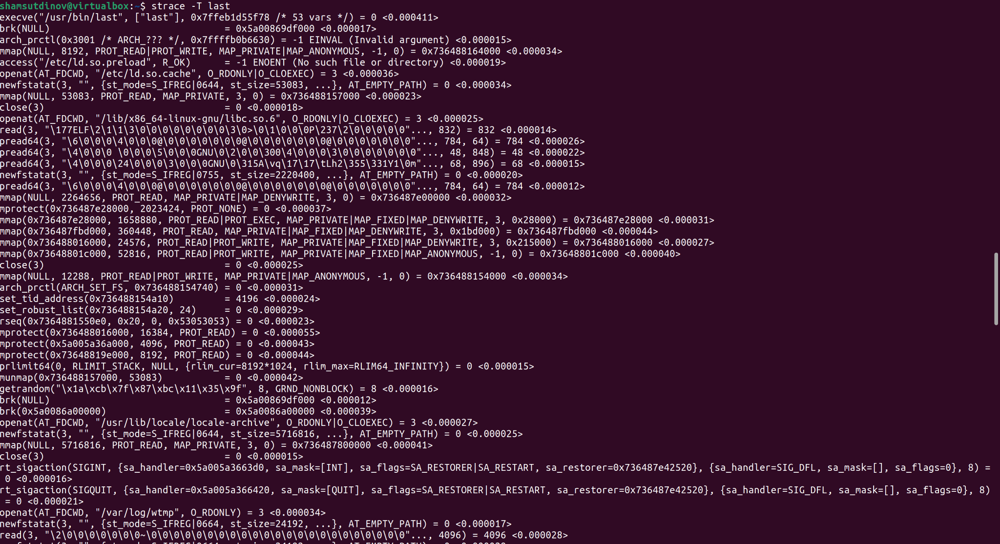 shamsutdinov@virtualbox:~$ strace -T last
execve("/usr/bin/last", ["last"], 0x7ffeb1d55f78 /* 53 vars */) = 0 <0.000411>
brk(NULL)                               = 0x5a00869df000 <0.000017>
arch_prctl(0x3001 /* ARCH_??? */, 0x7ffffb0b6630) = -1 EINVAL (Invalid argument) <0.000015>
mmap(NULL, 8192, PROT_READ|PROT_WRITE, MAP_PRIVATE|MAP_ANONYMOUS, -1, 0) = 0x736488164000 <0.000034>
access("/etc/ld.so.preload", R_OK)      = -1 ENOENT (No such file or directory) <0.000019>
openat(AT_FDCWD, "/etc/ld.so.cache", O_RDONLY|O_CLOEXEC) = 3 <0.000036>
newfstatat(3, "", {st_mode=S_IFREG|0644, st_size=53083, ...}, AT_EMPTY_PATH) = 0 <0.000034>
mmap(NULL, 53083, PROT_READ, MAP_PRIVATE, 3, 0) = 0x736488157000 <0.000023>
close(3)                                = 0 <0.000018>
openat(AT_FDCWD, "/lib/x86_64-linux-gnu/libc.so.6", O_RDONLY|O_CLOEXEC) = 3 <0.000025>
read(3, "\177ELF\2\1\1\3\0\0\0\0\0\0\0\0\3\0>\0\1\0\0\0P\237\2\0\0\0\0\0"..., 832) = 832 <0.000014>
pread64(3, "\6\0\0\0\4\0\0\0@\0\0\0\0\0\0\0@\0\0\0\0\0\0\0@\0\0\0\0\0\0\0"..., 784, 64) = 784 <0.000026>
pread64(3, "\4\0\0\0 \0\0\0\5\0\0\0GNU\0\2\0\0\300\4\0\0\0\3\0\0\0\0\0\0\0"..., 48, 848) = 48 <0.000022>
pread64(3, "\4\0\0\0\24\0\0\0\3\0\0\0GNU\0\315A\vq\17\17\tLh2\355\331Y1\0m"..., 68, 896) = 68 <0.000015>
newfstatat(3, "", {st_mode=S_IFREG|0755, st_size=2220400, ...}, AT_EMPTY_PATH) = 0 <0.000020>
pread64(3, "\6\0\0\0\4\0\0\0@\0\0\0\0\0\0\0@\0\0\0\0\0\0\0@\0\0\0\0\0\0\0"..., 784, 64) = 784 <0.000012>
mmap(NULL, 2264656, PROT_READ, MAP_PRIVATE|MAP_DENYWRITE, 3, 0) = 0x736487e00000 <0.000032>
mprotect(0x736487e28000, 2023424, PROT_NONE) = 0 <0.000037>
mmap(0x736487e28000, 1658880, PROT_READ|PROT_EXEC, MAP_PRIVATE|MAP_FIXED|MAP_DENYWRITE, 3, 0x28000) = 0x736487e28000 <0.000031>
mmap(0x736487fbd000, 360448, PROT_READ, MAP_PRIVATE|MAP_FIXED|MAP_DENYWRITE, 3, 0x1bd000) = 0x736487fbd000 <0.000044>
mmap(0x736488016000, 24576, PROT_READ|PROT_WRITE, MAP_PRIVATE|MAP_FIXED|MAP_DENYWRITE, 3, 0x215000) = 0x736488016000 <0.000027>
mmap(0x73648801c000, 52816, PROT_READ|PROT_WRITE, MAP_PRIVATE|MAP_FIXED|MAP_ANONYMOUS, -1, 0) = 0x73648801c000 <0.000040>
close(3)                                = 0 <0.000025>
mmap(NULL, 12288, PROT_READ|PROT_WRITE, MAP_PRIVATE|MAP_ANONYMOUS, -1, 0) = 0x736488154000 <0.000034>
arch_prctl(ARCH_SET_FS, 0x736488154740) = 0 <0.000031>
set_tid_address(0x736488154a10)         = 4196 <0.000024>
set_robust_list(0x736488154a20, 24)     = 0 <0.000029>
rseq(0x7364881550e0, 0x20, 0, 0x53053053) = 0 <0.000023>
mprotect(0x736488016000, 16384, PROT_READ) = 0 <0.000055>
mprotect(0x5a005a36a000, 4096, PROT_READ) = 0 <0.000043>
mprotect(0x73648819e000, 8192, PROT_READ) = 0 <0.000044>
prlimit64(0, RLIMIT_STACK, NULL, {rlim_cur=8192*1024, rlim_max=RLIM64_INFINITY}) = 0 <0.000015>
munmap(0x736488157000, 53083)           = 0 <0.000042>
getrandom("\x1a\xcb\x7f\x87\xbc\x11\x35\x9f", 8, GRND_NONBLOCK) = 8 <0.000016>
brk(NULL)                               = 0x5a00869df000 <0.000012>
brk(0x5a0086a00000)                     = 0x5a0086a00000 <0.000039>
openat(AT_FDCWD, "/usr/lib/locale/locale-archive", O_RDONLY|O_CLOEXEC) = 3 <0.000027>
newfstatat(3, "", {st_mode=S_IFREG|0644, st_size=5716816, ...}, AT_EMPTY_PATH) = 0 <0.000025>
mmap(NULL, 5716816, PROT_READ, MAP_PRIVATE, 3, 0) = 0x736487800000 <0.000041>
close(3)                                = 0 <0.000015>
rt_sigaction(SIGINT, {sa_handler=0x5a005a3663d0, sa_mask=[INT], sa_flags=SA_RESTORER|SA_RESTART, sa_restorer=0x736487e42520}, {sa_handler=SIG_DFL, sa_mask=[], sa_flags=0}, 8) =
 0 <0.000016>
rt_sigaction(SIGQUIT, {sa_handler=0x5a005a366420, sa_mask=[QUIT], sa_flags=SA_RESTORER|SA_RESTART, sa_restorer=0x736487e42520}, {sa_handler=SIG_DFL, sa_mask=[], sa_flags=0}, 8)
 = 0 <0.000021>
openat(AT_FDCWD, "/var/log/wtmp", O_RDONLY) = 3 <0.000034>
newfstatat(3, "", {st_mode=S_IFREG|0664, st_size=24192, ...}, AT_EMPTY_PATH) = 0 <0.000017>
read(3, "\2\0\0\0\0\0\0\0~\0\0\0\0\0\0\0\0\0\0\0\0\0\0\0\0\0\0\0\0\0\0\0"..., 4096) = 4096 <0.000028>